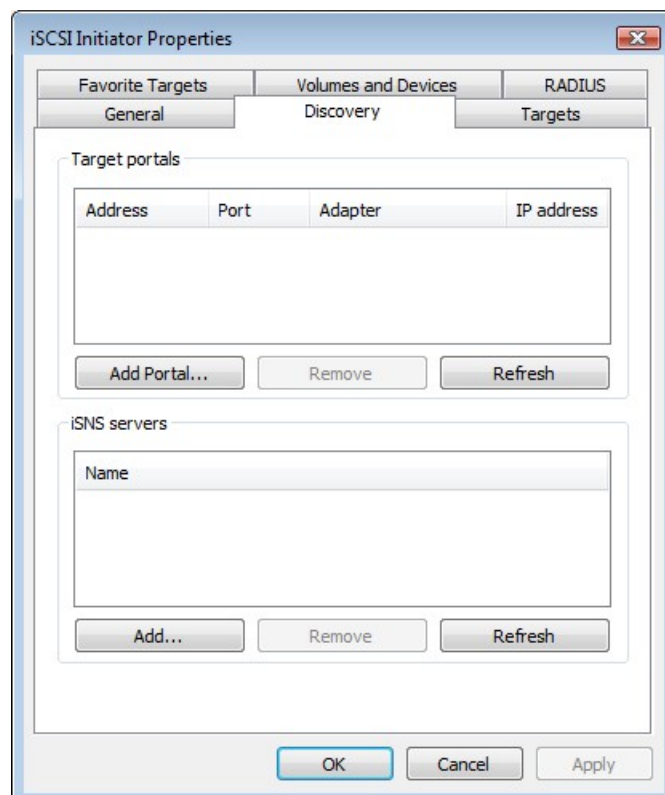 iSCSI Initiator Properties
Favorite Targets Volumes and Devices RADIUS
General Discovery Targets
Target portals
Address Port Adapter IP address
Add Portal... Remove Refresh
iSNS servers
Name
Add... Remove Refresh
OK Cancel Apply